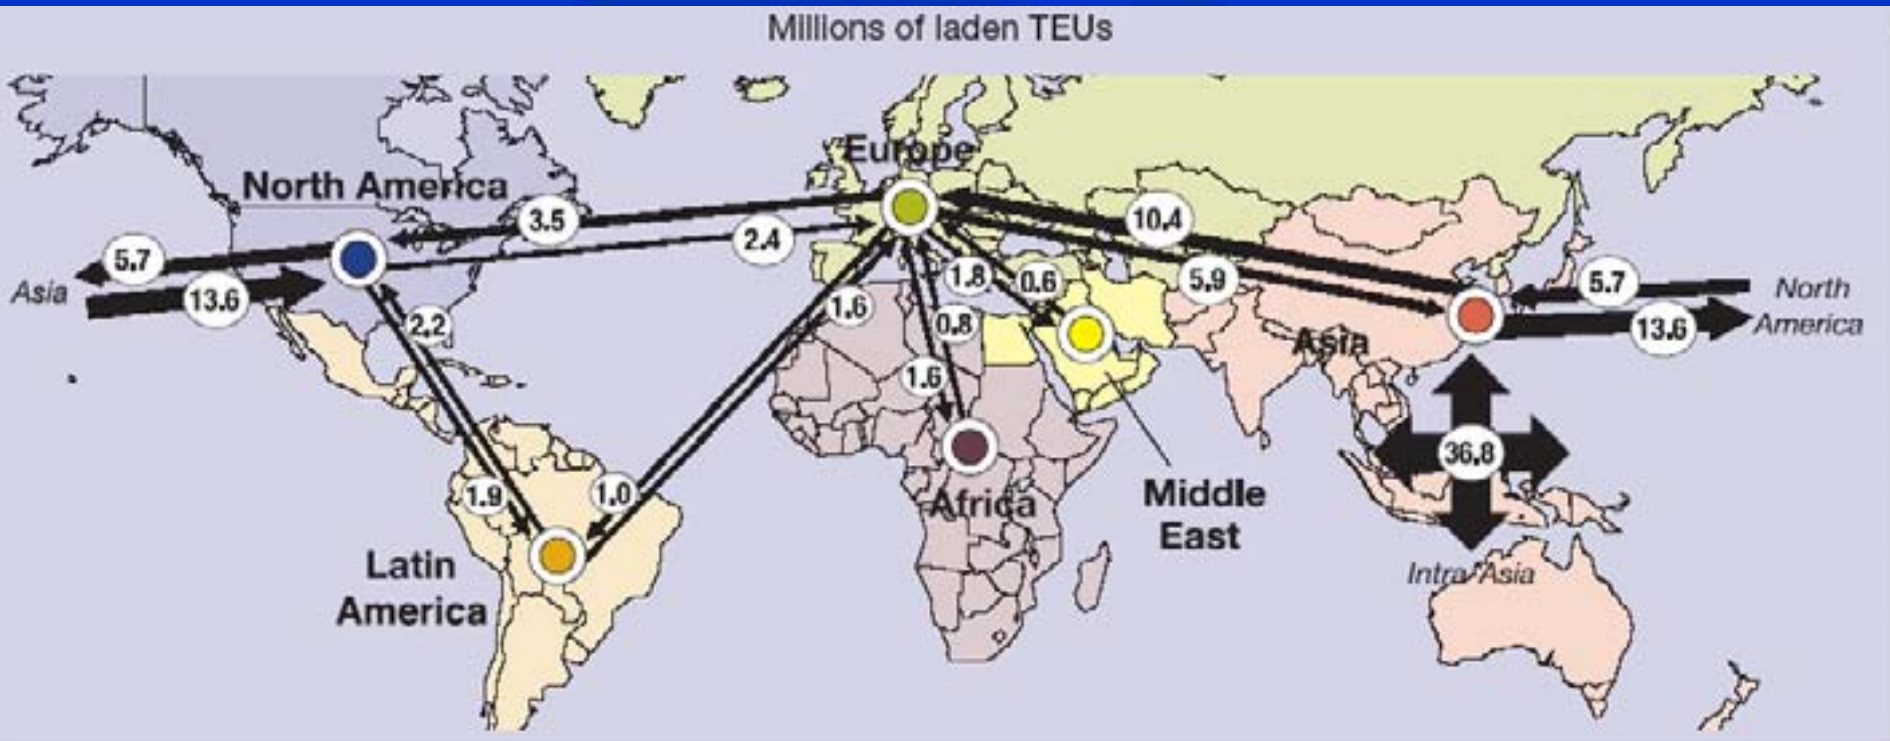 Millions of laden TEUs
Europe
North America
3.5
2.4
10.4
5.7
13.6
Asia
1.8
0.6
5.9
5.7
North
America
13.6
2.2
1.6
0.8
1.6
Asia
36.8
1.9
1.0
Africa
Middle
East
Latin
America
Intra Asia